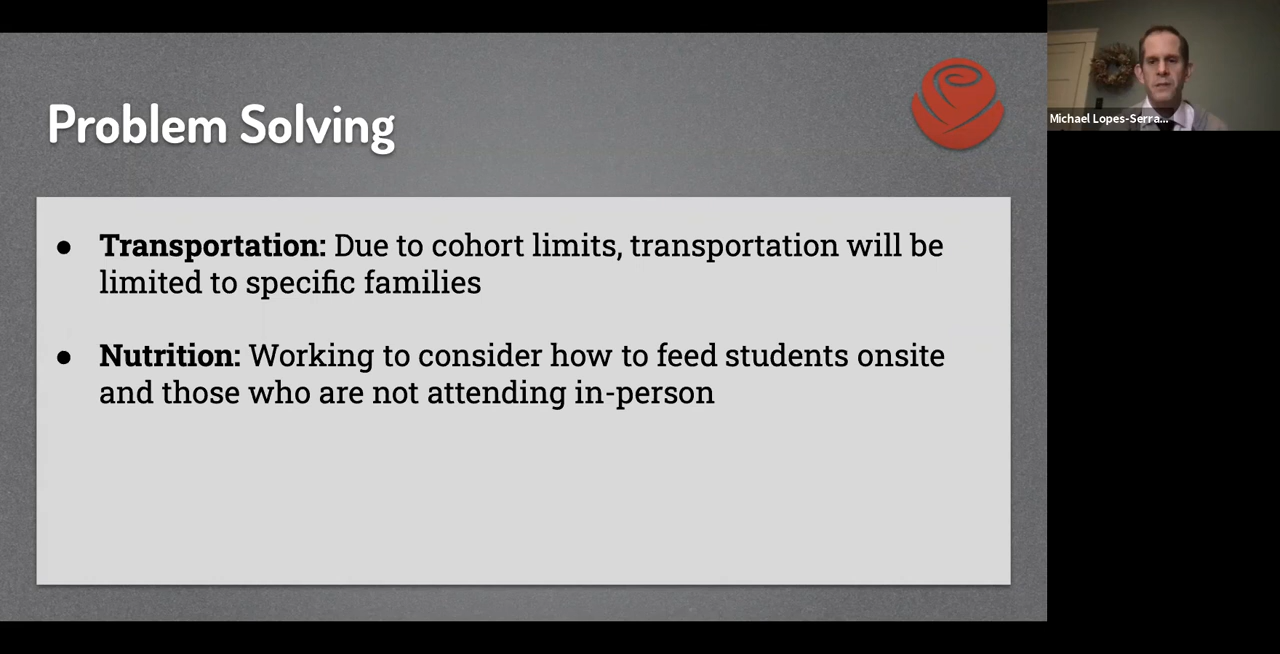 Problem Solving
Michael Lopes-Serra...
● Transportation: Due to cohort limits, transportation will be
limited to specific families
● Nutrition: Working to consider how to feed students onsite
and those who are not attending in-person